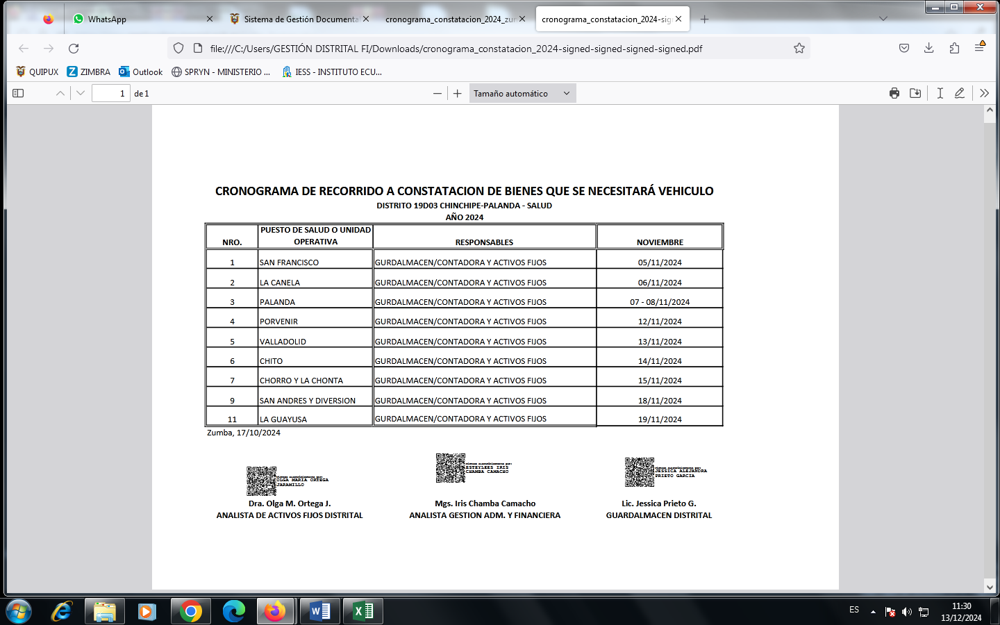 WhatsApp
Sistema de Gestión Documenta
cronograma_constatacion_2024_zu
cronograma_constatacion_2024-sig
file:///C:/Users/GESTIÓN DISTRITAL FI/Downloads/cronograma_constatacion_2024-signed-signed-signed-signed.pdf
QUIPUX ZIMBRA Outlook SPRYN - MINISTERIO ... IESS - INSTITUTO ECU...
1 de 1 Tamaño automático
CRONOGRAMA DE RECORRIDO A CONSTATACION DE BIENES QUE SE NECESITARÁ VEHICULO
DISTRITO 19D03 CHINCHIPE-PALANDA - SALUD
AÑO 2024
NRO. PUESTO DE SALUD O UNIDAD OPERATIVA RESPONSABLES NOVIEMBRE
1 SAN FRANCISCO GURDALMACEN/CONTADORA Y ACTIVOS FIJOS 05/11/2024
2 LA CANELA GURDALMACEN/CONTADORA Y ACTIVOS FIJOS 06/11/2024
3 PALANDA GURDALMACEN/CONTADORA Y ACTIVOS FIJOS 07 - 08/11/2024
4 PORVENIR GURDALMACEN/CONTADORA Y ACTIVOS FIJOS 12/11/2024
5 VALLADOLID GURDALMACEN/CONTADORA Y ACTIVOS FIJOS 13/11/2024
6 CHITO GURDALMACEN/CONTADORA Y ACTIVOS FIJOS 14/11/2024
7 CHORRO Y LA CHONTA GURDALMACEN/CONTADORA Y ACTIVOS FIJOS 15/11/2024
9 SAN ANDRES Y DIVERSION GURDALMACEN/CONTADORA Y ACTIVOS FIJOS 18/11/2024
11 LA GUAYUSA GURDALMACEN/CONTADORA Y ACTIVOS FIJOS 19/11/2024
Zumba, 17/10/2024
OLGA MARIA ORTEGA
JARAMILLO
ESTEYLEES IRIS
CHAMBA CAMACHO
JESSICA ALEJANDRA
PRIETO GARCIA
Dra. Olga M. Ortega J. Mgs. Iris Chamba Camacho Lic. Jessica Prieto G.
ANALISTA DE ACTIVOS FIJOS DISTRITAL ANALISTA GESTION ADM. Y FINANCIERA GUARDALMACEN DISTRITAL
ES
11:30
13/12/2024